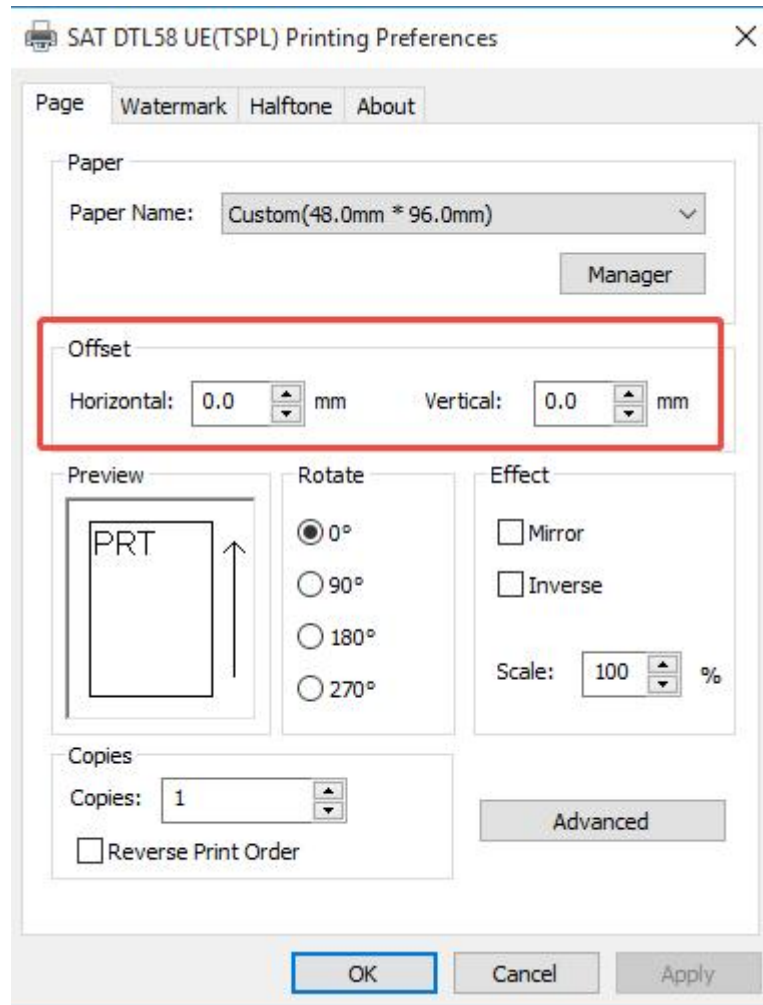 SAT DTL58 UE(TSPL) Printing Preferences
Page Watermark Halftone About
Paper
Paper Name: Custom(48.0mm * 96.0mm)
Manager
Offset
Horizontal: 0.0 mm Vertical: 0.0 mm
Preview
PRT
Rotate
0°
90°
180°
270°
Effect
Mirror
Inverse
Scale: 100 %
Copies
Copies: 1
Reverse Print Order
Advanced
OK Cancel Apply